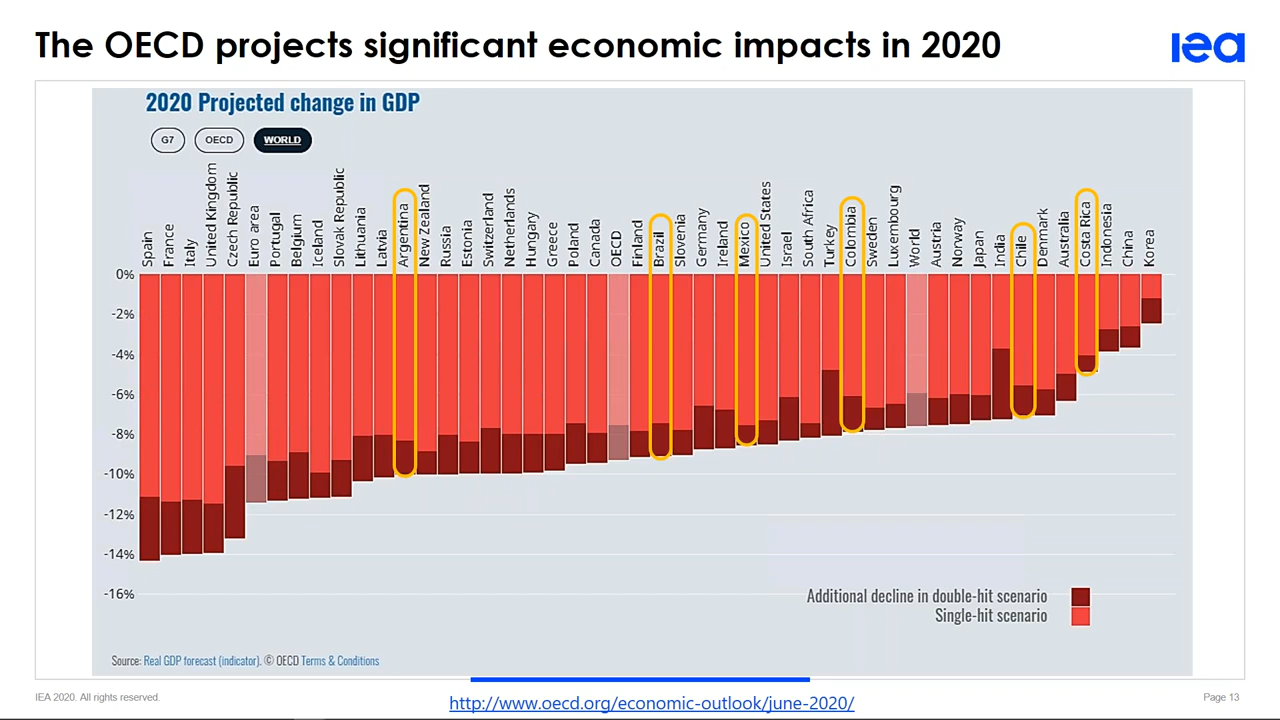 The OECD projects significant economic impacts in 2020
iea
2020 Projected change in GDP
G7
OECD
WORLD
Spain
France
Italy
United Kingdom
Czech Republic
Euro area
Portugal
Belgium
Iceland
Slovak Republic
Lithuania
Latvia
Argentina
New Zealand
Russia
Estonia
Switzerland
Netherlands
Hungary
Greece
Poland
Canada
OECD
Finland
Brazil
Slovenia
Germany
Ireland
Mexico
United States
Israel
South Africa
Turkey
Colombia
Sweden
Luxembourg
World
Austria
Norway
Japan
India
Chile
Denmark
Australia
Costa Rica
Indonesia
China
Korea
0%
-2%
-4%
-6%
-8%
-10%
-12%
-14%
-16%
Additional decline in double-hit scenario
Single-hit scenario
Source: Real GDP forecast (indicator). © OECD Terms & Conditions
IEA 2020. All rights reserved.
http://www.oecd.org/economic-outlook/june-2020/
Page 13